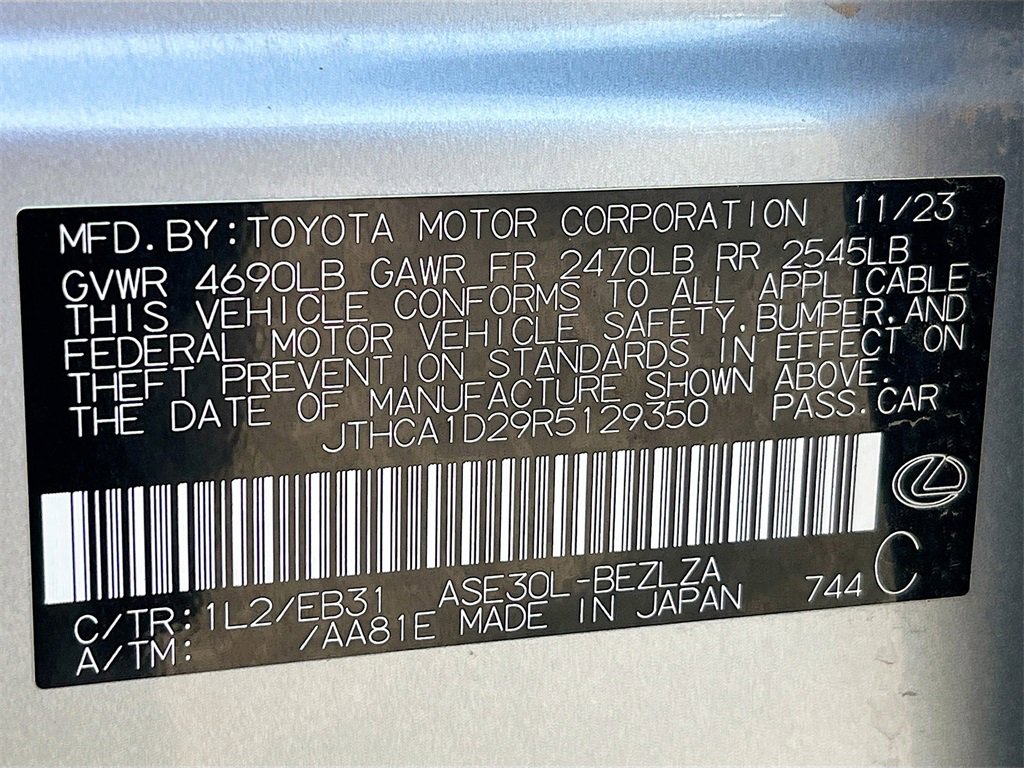 MFD. BY: TOYOTA MOTOR CORPORATION 11/23
GVWR 4690LB GAWR FR 2470LB RR 2545LB
THIS VEHICLE CONFORMS TO ALL APPLICABLE
FEDERAL MOTOR VEHICLE SAFETY, BUMPER, AND
THEFT PREVENTION STANDARDS IN EFFECT ON
THE DATE OF MANUFACTURE SHOWN ABOVE.
JTHCA1D29R5129350 PASS. CAR
C/TR: 1L2/EB31 ASE30L-BEZLZA 744 C
A/TM: /AA81E MADE IN JAPAN